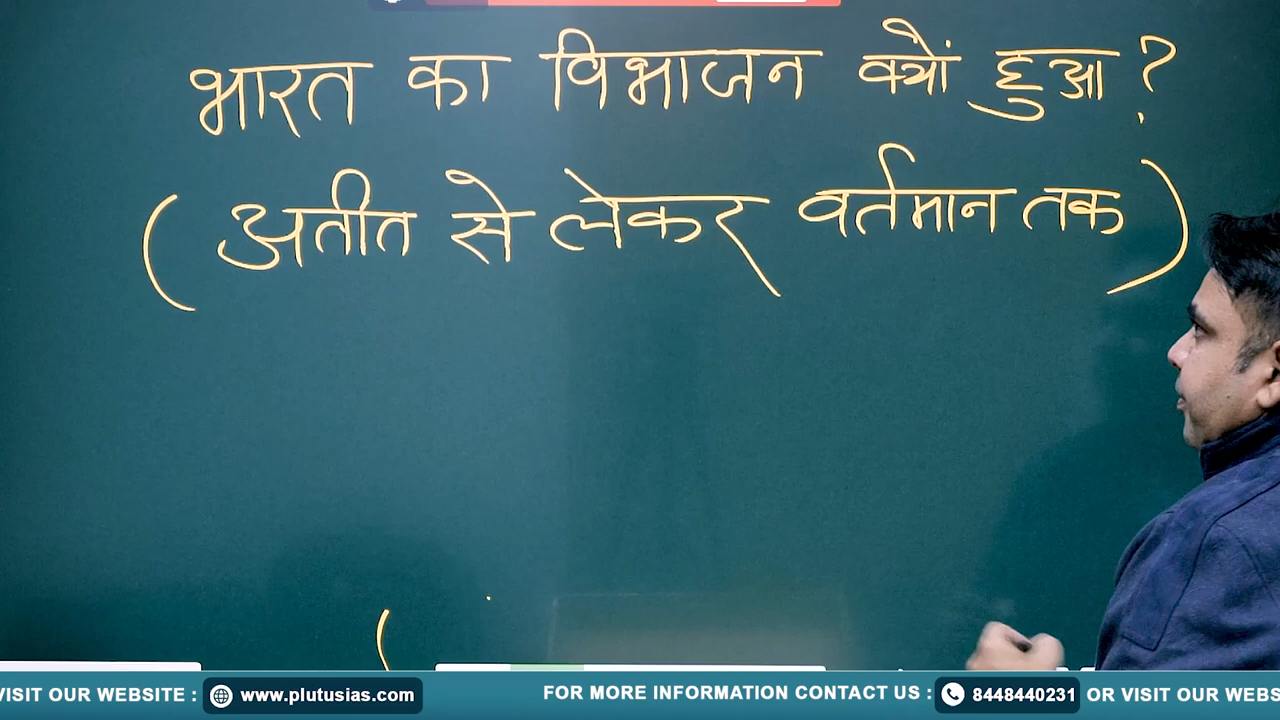 भारत का विभाजन क्यों हुआ ?
( अतीत से लेकर वर्तमान तक )
VISIT OUR WEBSITE : www.plutusias.com FOR MORE INFORMATION CONTACT US : 8448440231 OR VISIT OUR WEBS